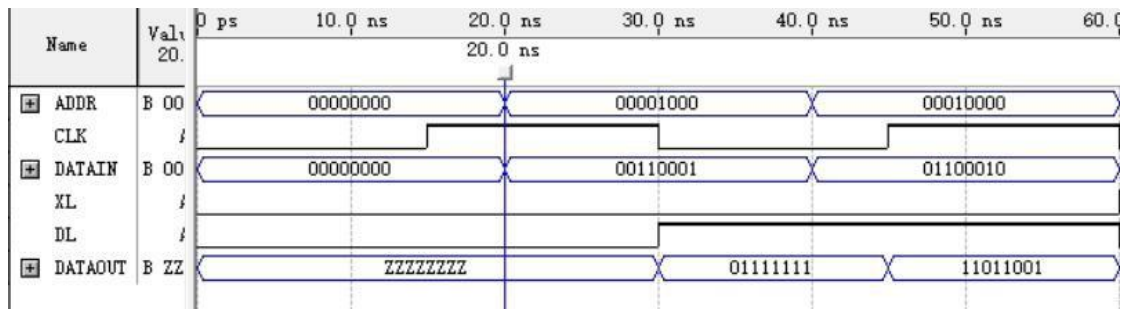 Name Valu 20. 0 ps 10.0 ns 20.0 ns 30.0 ns 40.0 ns 50.0 ns 60.0
20.0 ns
ADDR B 00 00000000 00001000 00010000
CLK
DATAIN B 00 00000000 00110001 01100010
XL
DL
DATAOUT B ZZ ZZZZZZZZ 01111111 11011001